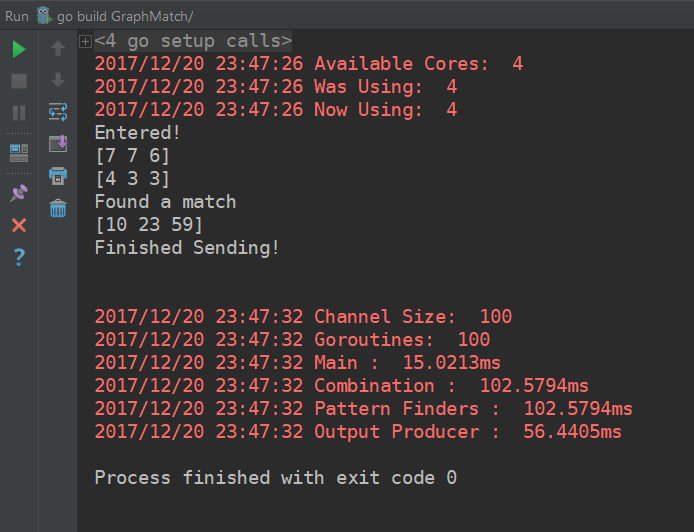 Run go build GraphMatch/
<4 go setup calls>
2017/12/20 23:47:26 Available Cores:  4
2017/12/20 23:47:26 Was Using:  4
2017/12/20 23:47:26 Now Using:  4
Entered!
[7 7 6]
[4 3 3]
Found a match
[10 23 59]
Finished Sending!
2017/12/20 23:47:32 Channel Size:  100
2017/12/20 23:47:32 Goroutines:  100
2017/12/20 23:47:32 Main :  15.0213ms
2017/12/20 23:47:32 Combination :  102.5794ms
2017/12/20 23:47:32 Pattern Finders :  102.5794ms
2017/12/20 23:47:32 Output Producer :  56.4405ms
Process finished with exit code 0